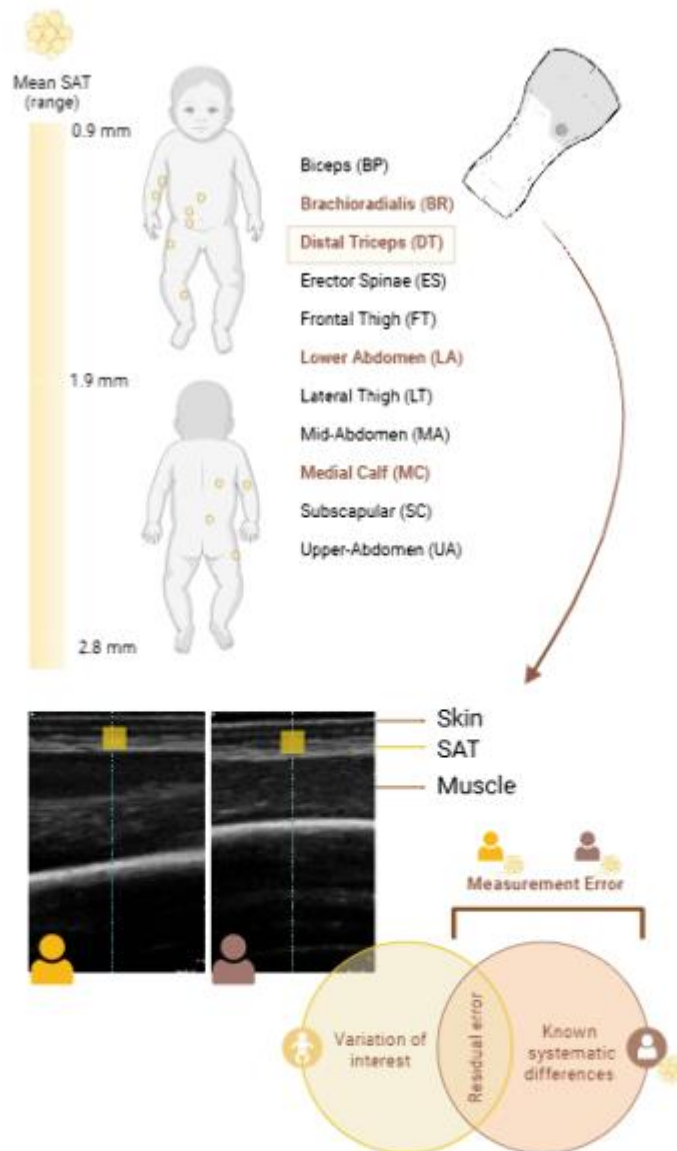 Mean SAT
(range)
0.9 mm
1.9 mm
2.8 mm
Biceps (BP)
Brachioradialis (BR)
Distal Triceps (DT)
Erector Spinae (ES)
Frontal Thigh (FT)
Lower Abdomen (LA)
Lateral Thigh (LT)
Mid-Abdomen (MA)
Medial Calf (MC)
Subscapular (SC)
Upper-Abdomen (UA)
Skin
SAT
Muscle
Measurement Error
Variation of
interest
Residual error
Known
systematic
differences